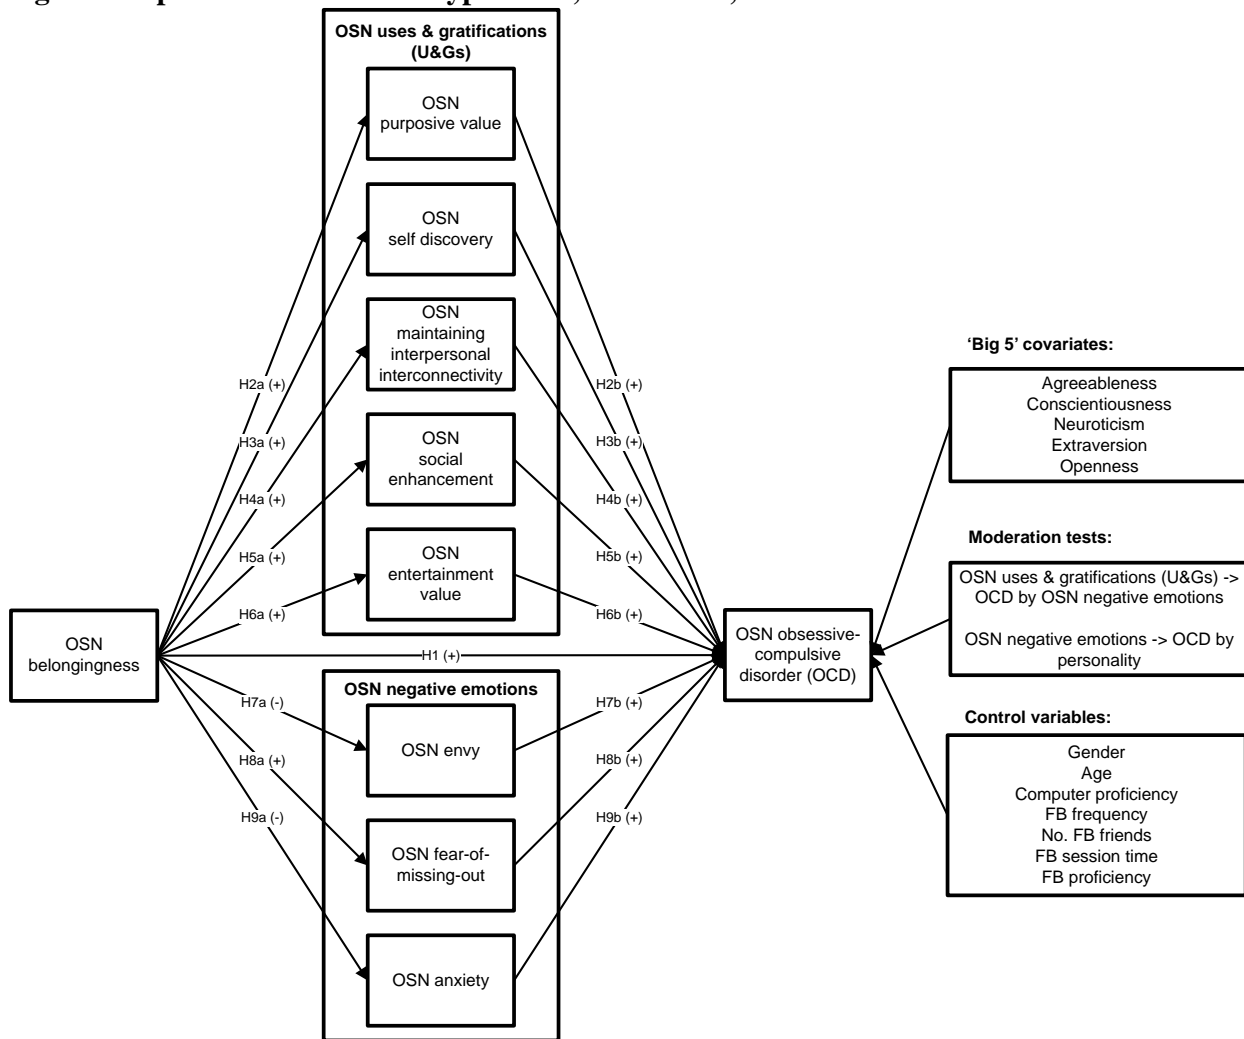 OSN uses & gratifications
(U&Gs)
OSN
purposive value
OSN
self discovery
OSN
maintaining
interpersonal
interconnectivity
OSN
social
enhancement
OSN
entertainment
value
H2a (+)
H3a (+)
H4a (+)
H5a (+)
H6a (+)
H2b (+)
H3b (+)
H4b (+)
H5b (+)
H6b (+)
OSN
belongingness
H1 (+)
OSN obsessive-
compulsive
disorder (OCD)
OSN negative emotions
OSN envy
OSN fear-of-
missing-out
OSN anxiety
H7a (-)
H8a (+)
H9a (-)
H7b (+)
H8b (+)
H9b (+)
‘Big 5’ covariates:
Agreeableness
Conscientiousness
Neuroticism
Extraversion
Openness
Moderation tests:
OSN uses & gratifications (U&Gs) ->
OCD by OSN negative emotions
OSN negative emotions -> OCD by
personality
Control variables:
Gender
Age
Computer proficiency
FB frequency
No. FB friends
FB session time
FB proficiency